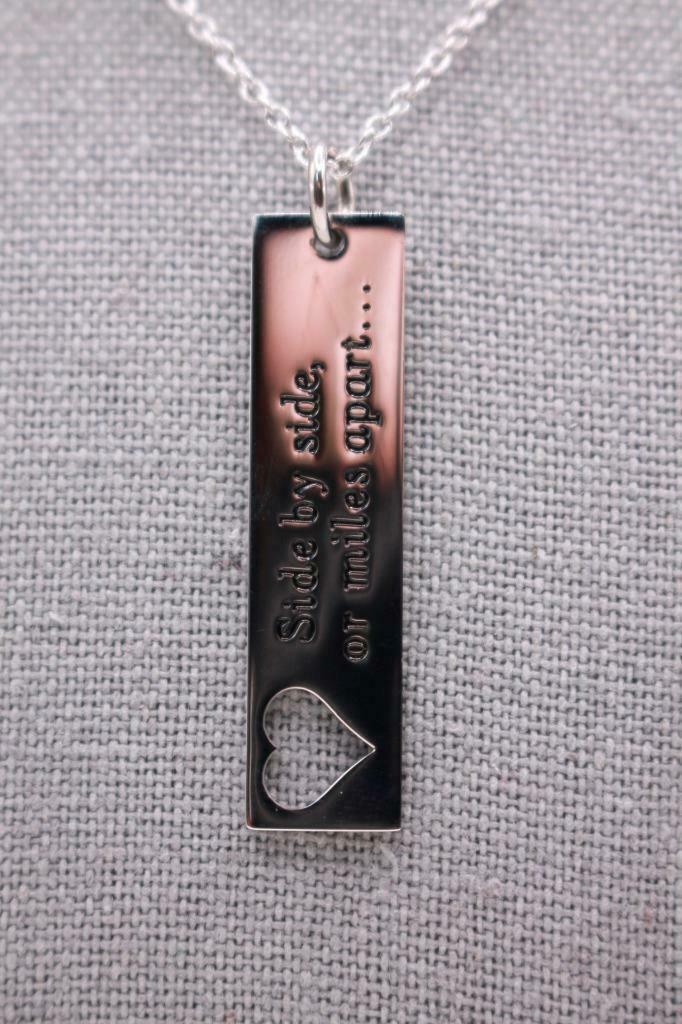 Side by side,
or miles apart....